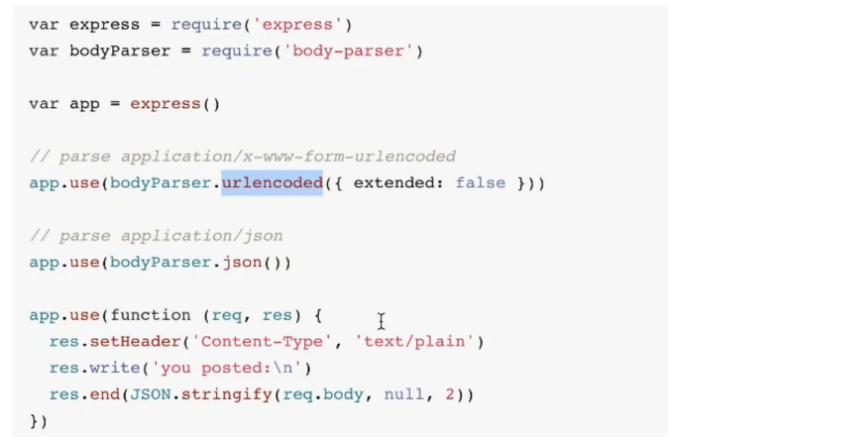 var express = require('express')
var bodyParser = require('body-parser')
var app = express()
// parse application/x-www-form-urlencoded
app.use(bodyParser.urlencoded({ extended: false }))
// parse application/json
app.use(bodyParser.json())
app.use(function (req, res) {
  res.setHeader('Content-Type', 'text/plain')
  res.write('you posted:\n')
  res.end(JSON.stringify(req.body, null, 2))
})